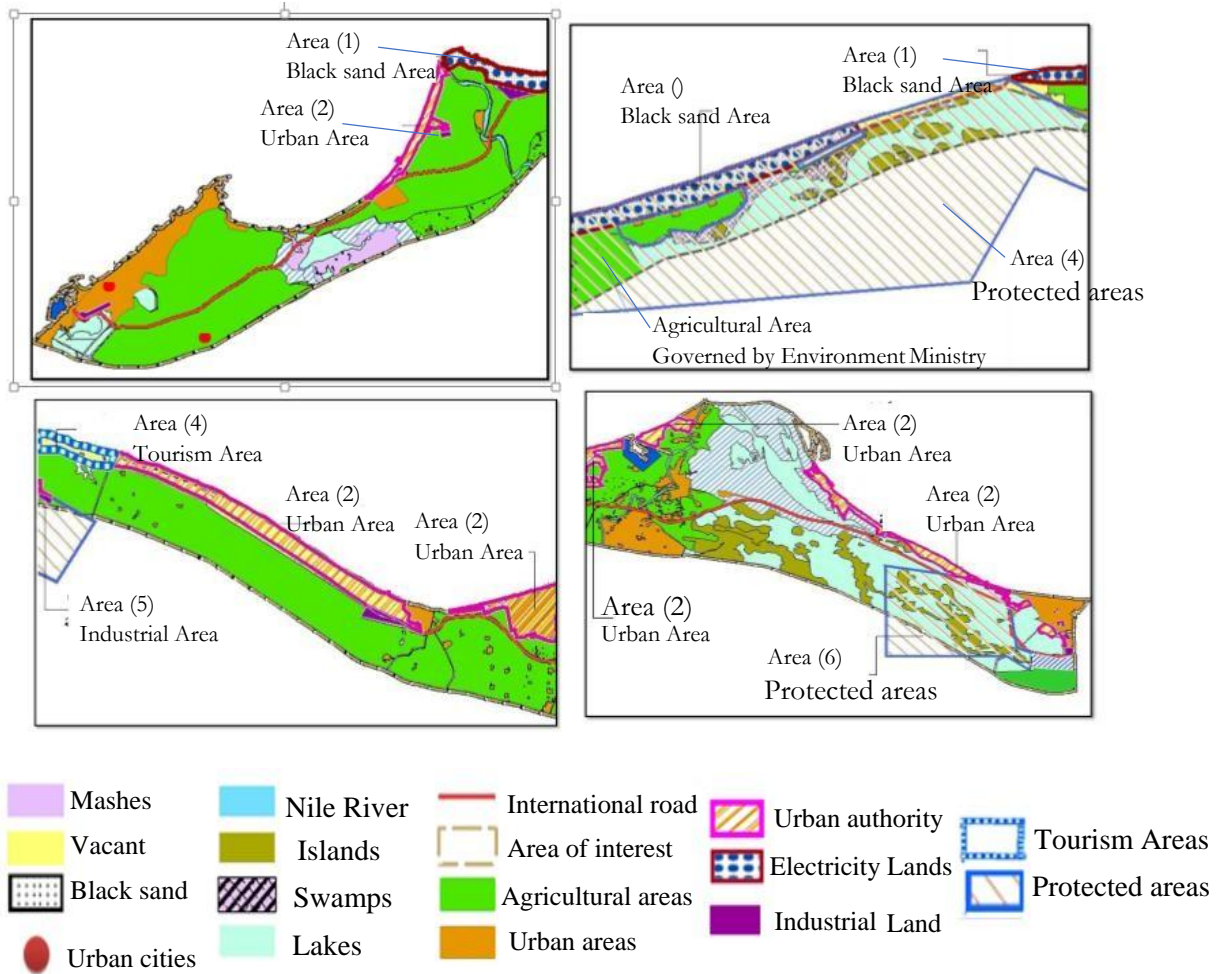 Area (1)
Black sand Area
Area (2)
Urban Area
Area (1)
Black sand Area
Area ()
Black sand Area
Area (4)
Protected areas
Agricultural Area
Governed by Environment Ministry
Area (4)
Tourism Area
Area (2)
Urban Area
Area (2)
Urban Area
Area (5)
Industrial Area
Area (2)
Urban Area
Area (2)
Urban Area
Area (2)
Urban Area
Area (6)
Protected areas
Mashes
Vacant
Black sand
Urban cities
Nile River
Islands
Swamps
Lakes
International road
Area of interest
Agricultural areas
Urban areas
Urban authority
Electricity Lands
Industrial Land
Tourism Areas
Protected areas